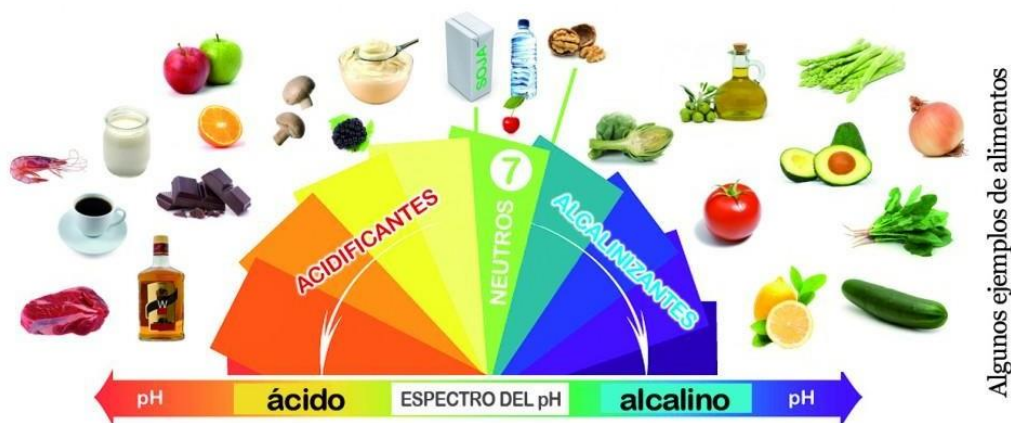 SOJA
7
ACIDIFICANTES
NEUTROS
ALCALINIZANTES
pH ácido ESPECTRO DEL pH alcalino pH
W
Algunos ejemplos de alimentos